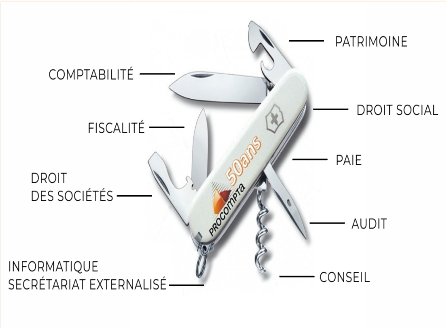 PATRIMOINE
COMPTABILITÉ
DROIT SOCIAL
FISCALITÉ
50ans
PROCOMPTA
PAIE
DROIT
DES SOCIÉTÉS
AUDIT
INFORMATIQUE
SECRÉTARIAT EXTERNALISÉ
CONSEIL